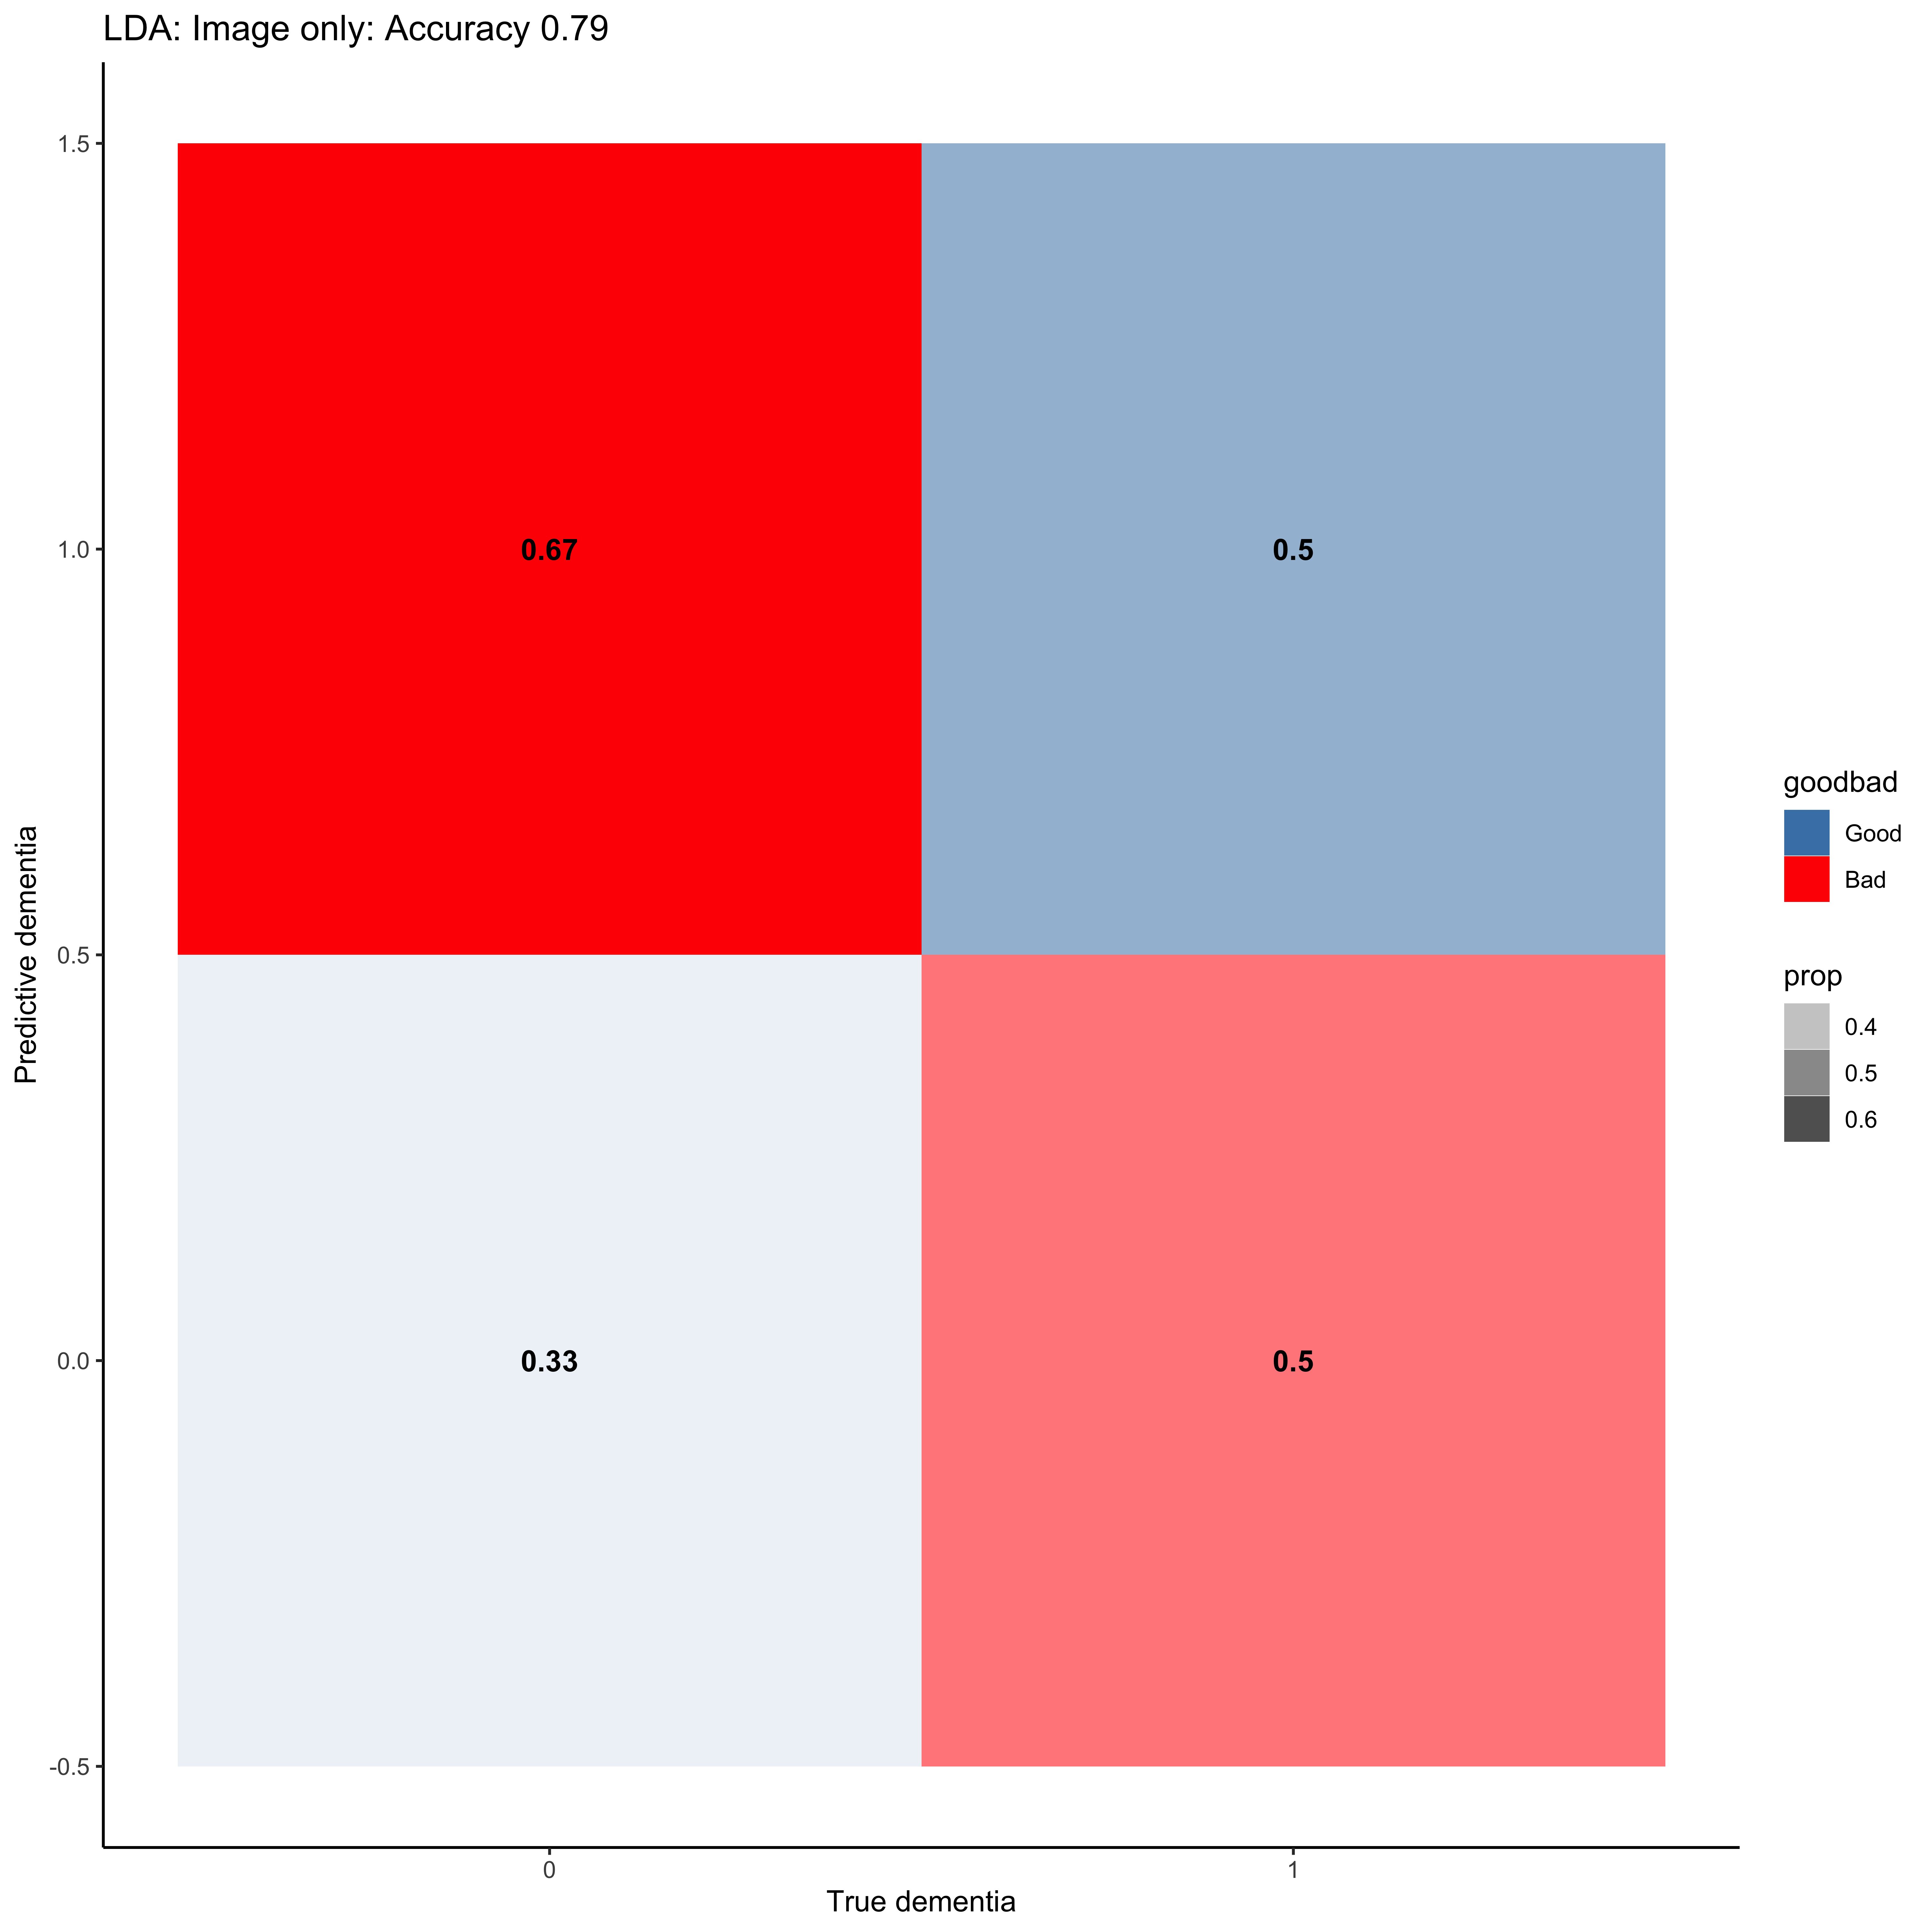 LDA: Image only: Accuracy 0.79
1.5
1.0
0.5
0.0
-0.5
Predictive dementia
0.67
0.5
0.33
0.5
0
1
True dementia
goodbad
Good
Bad
prop
0.4
0.5
0.6